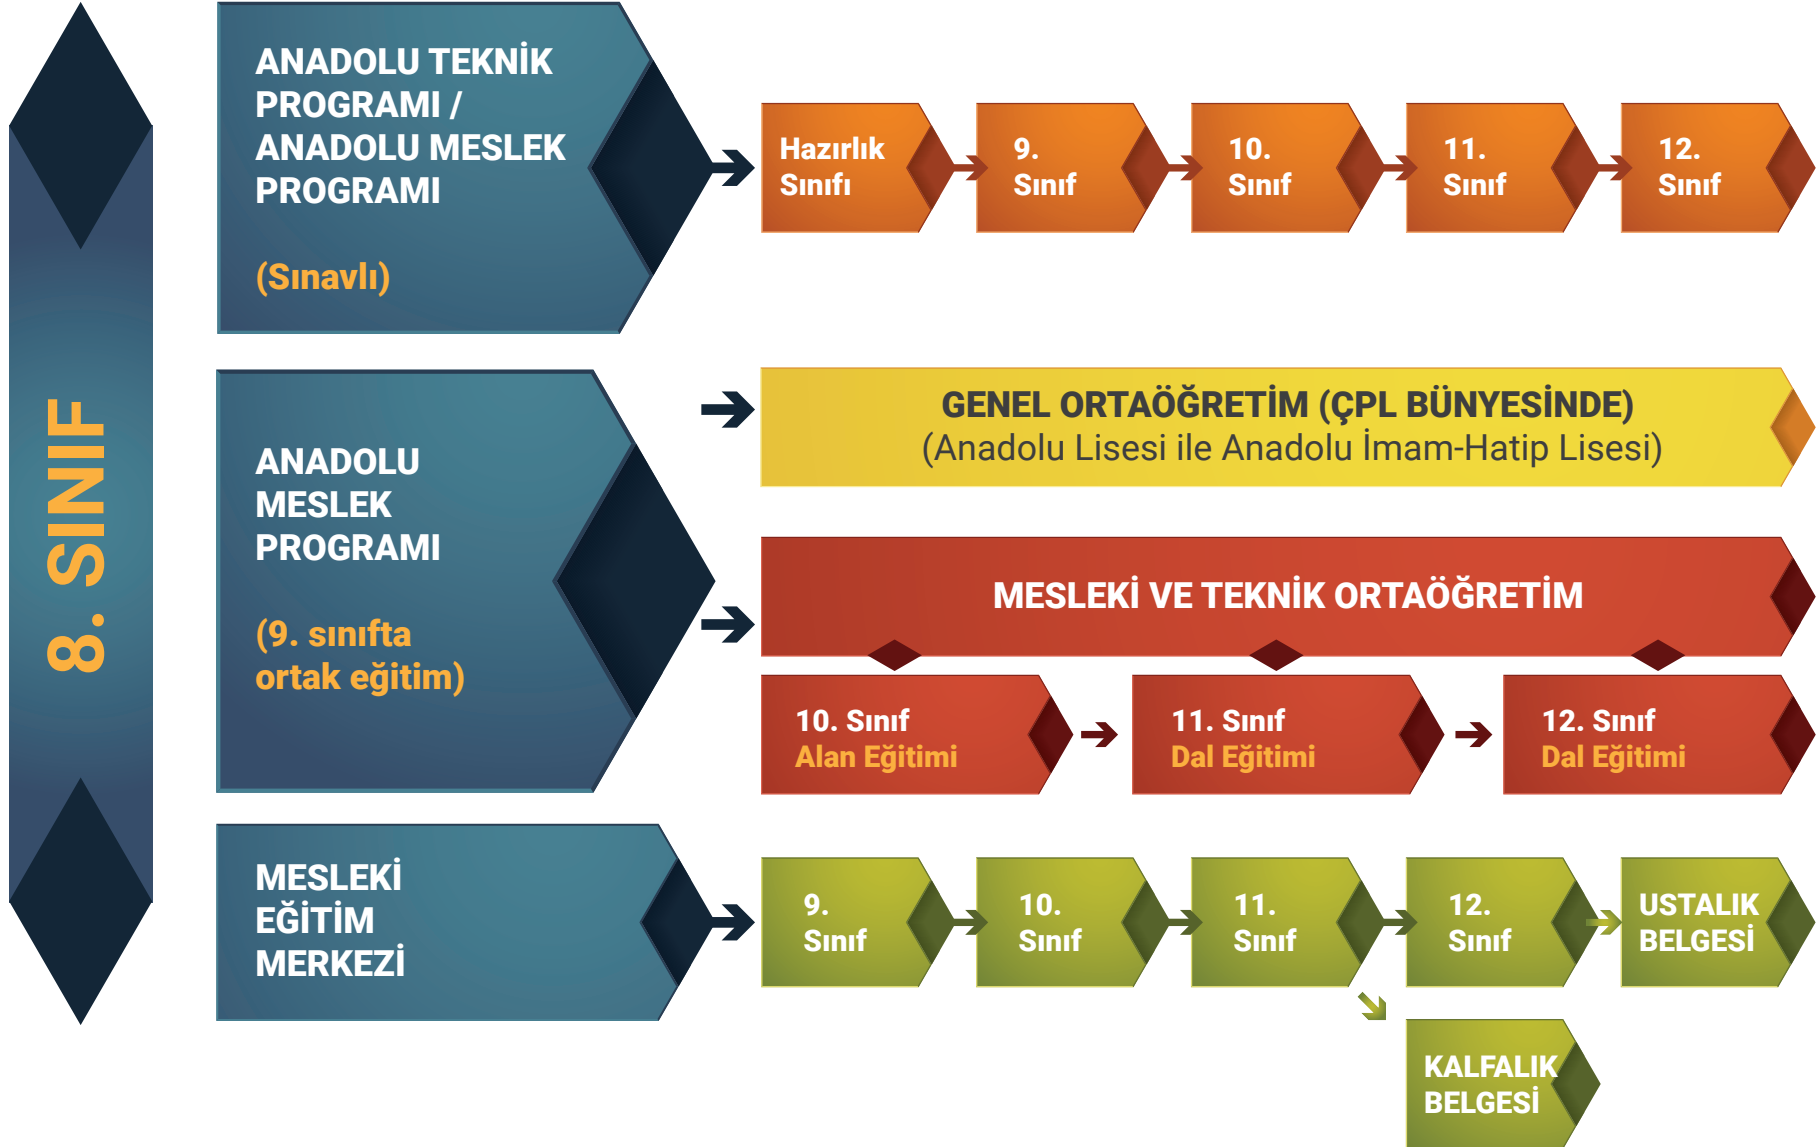 8. SINIF
ANADOLU TEKNİK
PROGRAMI /
ANADOLU MESLEK
PROGRAMI
(Sınavlı)
Hazırlık
Sınıfı
9.
Sınıf
10.
Sınıf
11.
Sınıf
12.
Sınıf
ANADOLU
MESLEK
PROGRAMI
(9. sınıfta
ortak eğitim)
GENEL ORTAÖĞRETİM (ÇPL BÜNYESİNDE)
(Anadolu Lisesi ile Anadolu İmam-Hatip Lisesi)
MESLEKİ VE TEKNİK ORTAÖĞRETİM
10. Sınıf
Alan Eğitimi
11. Sınıf
Dal Eğitimi
12. Sınıf
Dal Eğitimi
MESLEKİ
EĞİTİM
MERKEZİ
9.
Sınıf
10.
Sınıf
11.
Sınıf
12.
Sınıf
USTALIK
BELGESİ
KALFALIK
BELGESİ